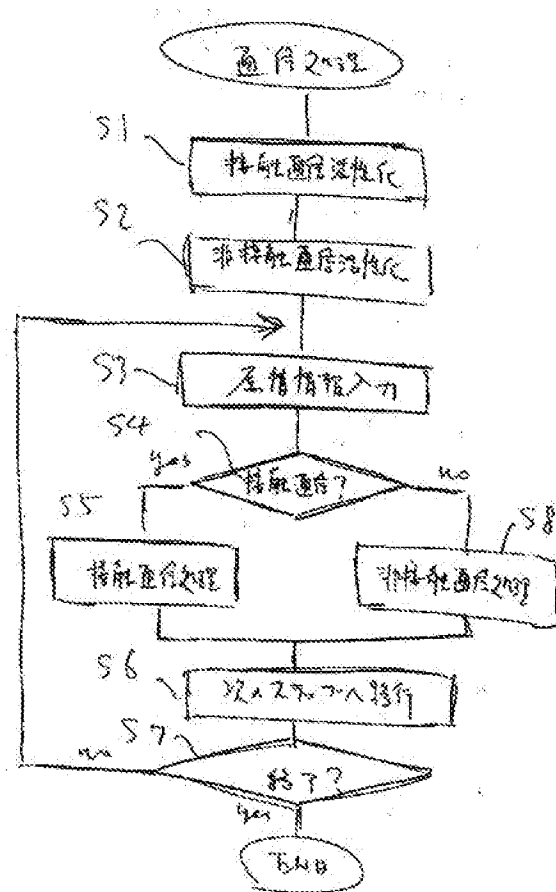 通信処理
S1
接触通信活性化
S2
非接触通信活性化
S3
座標情報入力
S4
yes
接触通信?
no
S5
S8
接触通信処理
非接触通信処理
S6
次のステップへ移行
S7
no
終了?
yes
END